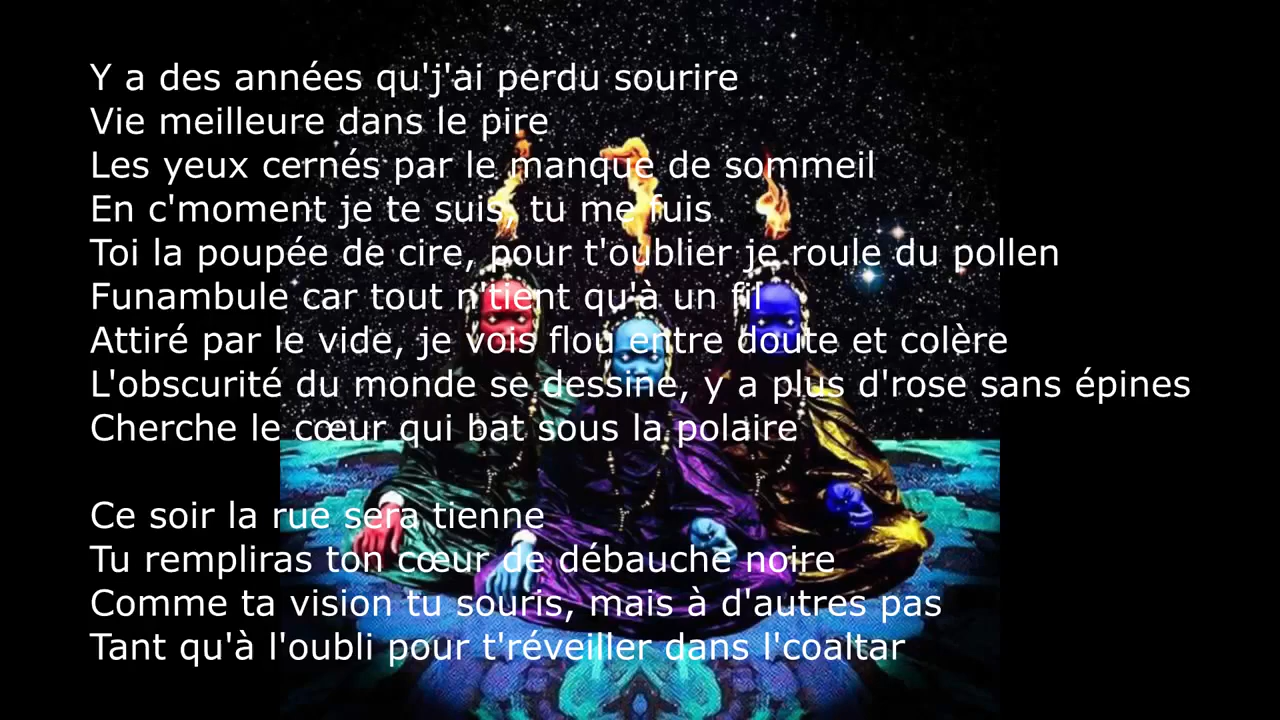 Y a des années qu'j'ai perdu sourire
Vie meilleure dans le pire
Les yeux cernés par le manque de sommeil
En c'moment je te suis, tu me fuis
Toi la poupée de cire, pour t'oublier je roule du pollen
Funambule car tout n'tient qu'à un fil
Attiré par le vide, je vois flou entre doute et colère
L'obscurité du monde se dessine, y a plus d'rose sans épines
Cherche le cœur qui bat sous la polaire
Ce soir la rue sera tienne
Tu rempliras ton cœur de débauche noire
Comme ta vision tu souris, mais à d'autres pas
Tant qu'à l'oubli pour t'réveiller dans l'coaltar